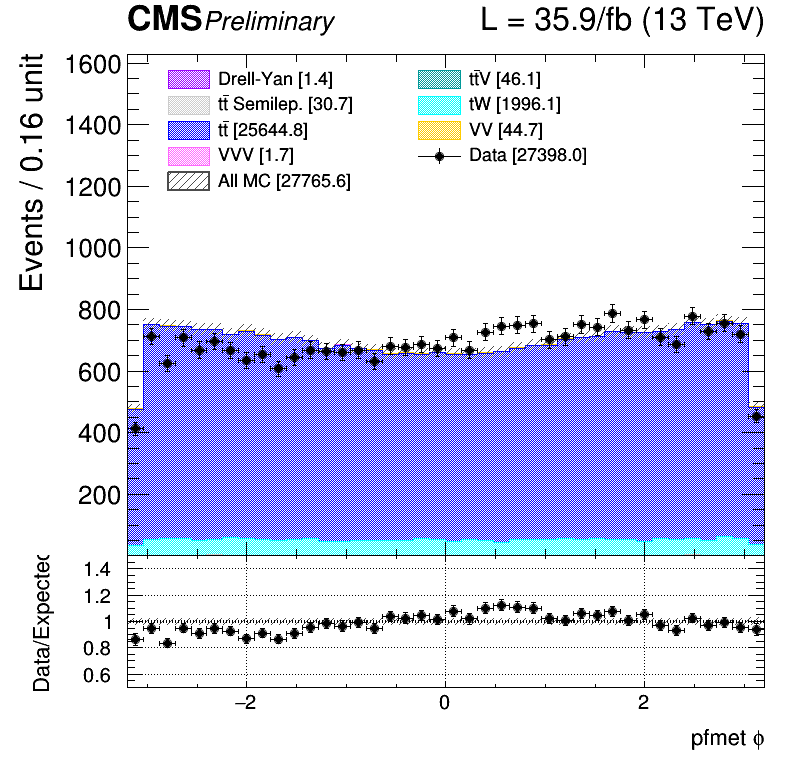 CMS Preliminary L = 35.9/fb (13 TeV)
Events / 0.16 unit
1600
1400
1200
1000
800
600
400
200
Drell-Yan [1.4]
tt̄ Semilep. [30.7]
tt̄ [25644.8]
VVV [1.7]
All MC [27765.6]
tt̄V [46.1]
tW [1996.1]
VV [44.7]
Data [27398.0]
Data/Expected
1.4
1.2
1
0.8
0.6
−2 0 2
pfmet ϕ